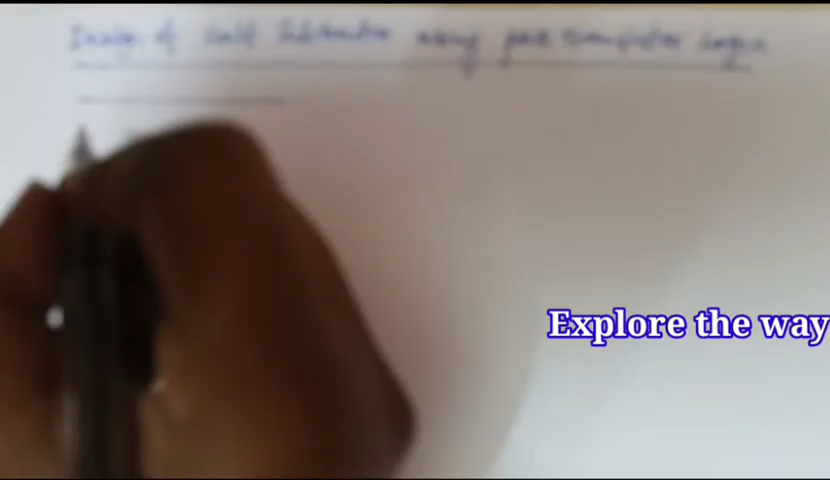 Design of Half Subtractor using pass transistor Logic
Explore the way